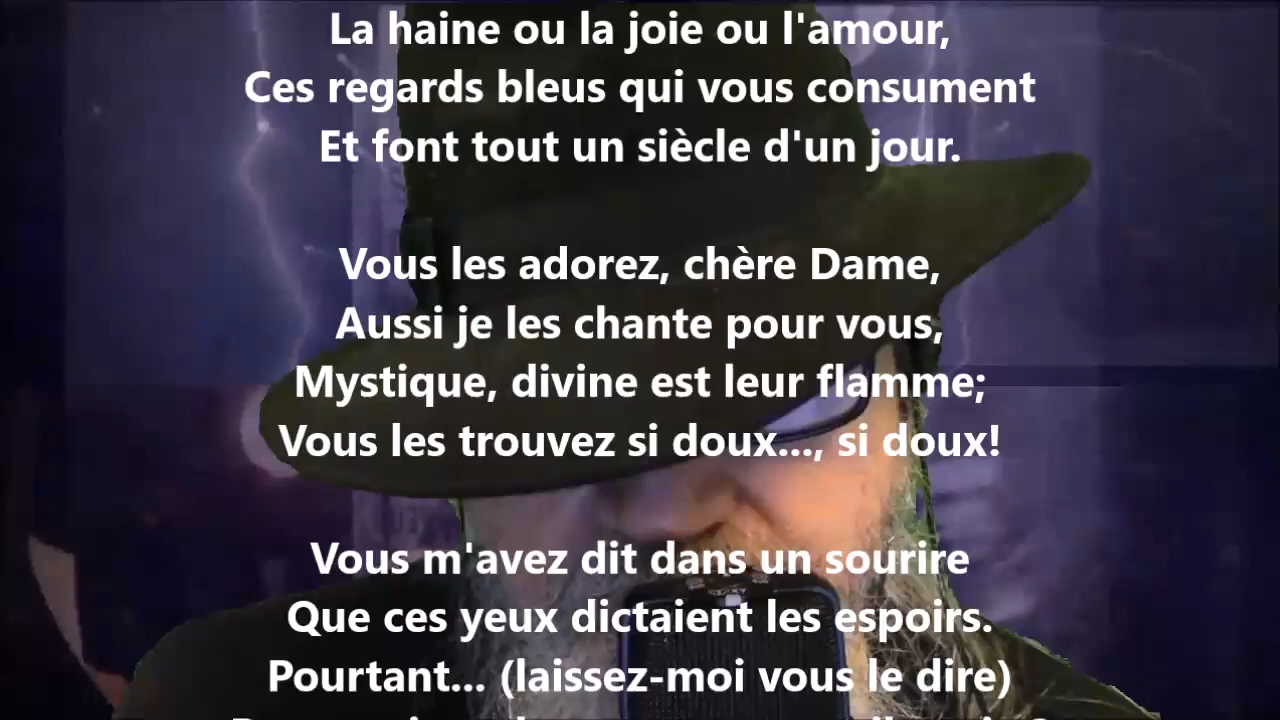 La haine ou la joie ou l'amour,
Ces regards bleus qui vous consument
Et font tout un siècle d'un jour.
Vous les adorez, chère Dame,
Aussi je les chante pour vous,
Mystique, divine est leur flamme;
Vous les trouvez si doux..., si doux!
Vous m'avez dit dans un sourire
Que ces yeux dictaient les espoirs.
Pourtant... (laissez-moi vous le dire)